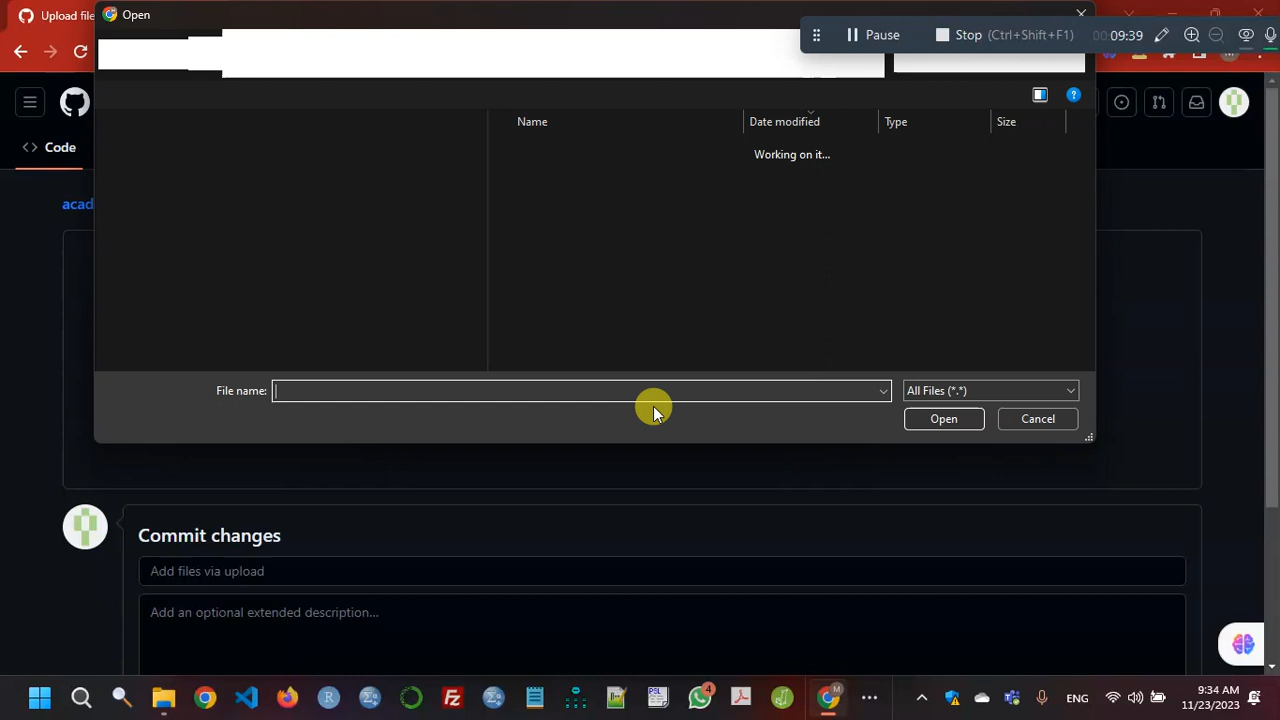 Upload file
Open
Pause
Stop (Ctrl+Shift+F1)
00:09:39
Code
Name
Date modified
Type
Size
Working on it...
acad
File name:
All Files (*.*)
Open
Cancel
Commit changes
Add files via upload
Add an optional extended description...
4
M
ENG
9:34 AM
11/23/2023